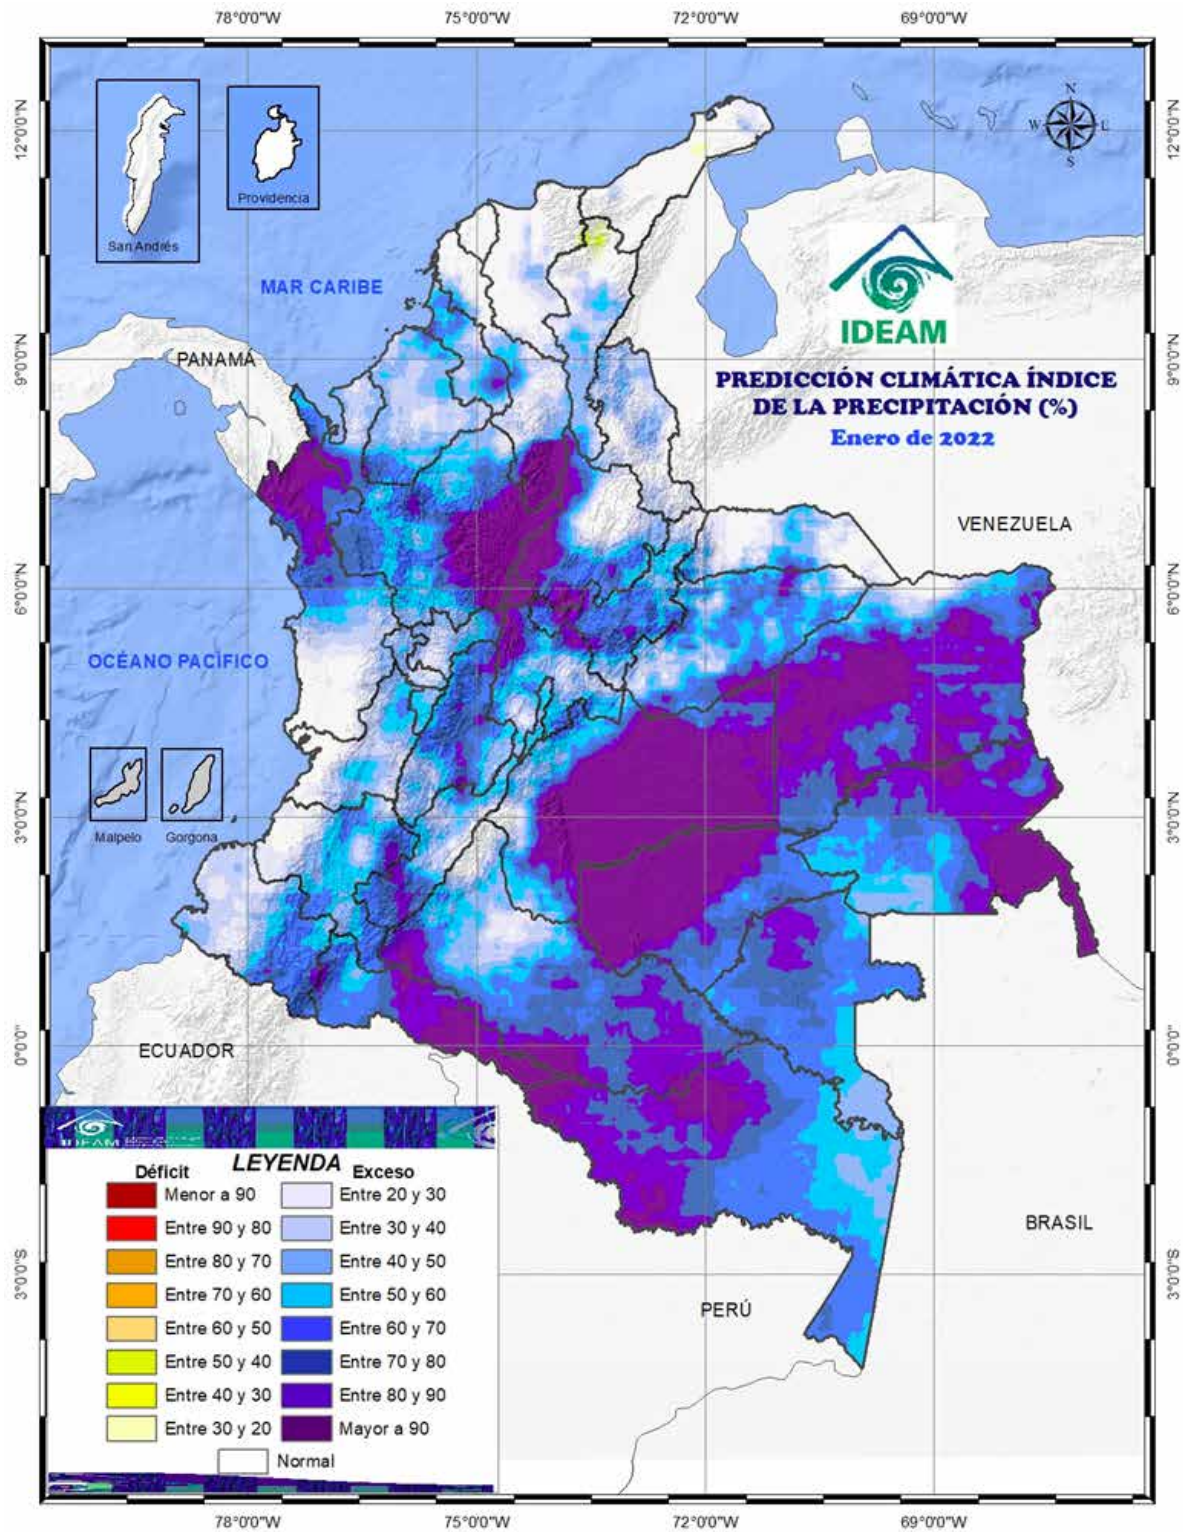 78°0'0"W 75°0'0"W 72°0'0"W 69°0'0"W
12°0'0"N
12°0'0"N
N
W E
S
San Andrés
Providencia
MAR CARIBE
IDEAM
9°0'0"N
PANAMÁ
9°0'0"N
PREDICCIÓN CLIMÁTICA ÍNDICE
DE LA PRECIPITACIÓN (%)
Enero de 2022
VENEZUELA
6°0'0"N
6°0'0"N
OCÉANO PACÍFICO
Malpelo
Gorgona
3°0'0"N
3°0'0"N
ECUADOR
0°0'0"
0°0'0"
IDEAM
LEYENDA
Déficit
Exceso
Menor a 90 Entre 20 y 30
Entre 90 y 80 Entre 30 y 40
Entre 80 y 70 Entre 40 y 50
Entre 70 y 60 Entre 50 y 60
Entre 60 y 50 Entre 60 y 70
Entre 50 y 40 Entre 70 y 80
Entre 40 y 30 Entre 80 y 90
Entre 30 y 20 Mayor a 90
Normal
BRASIL
PERÚ
3°0'0"S
3°0'0"S
78°0'0"W 75°0'0"W 72°0'0"W 69°0'0"W